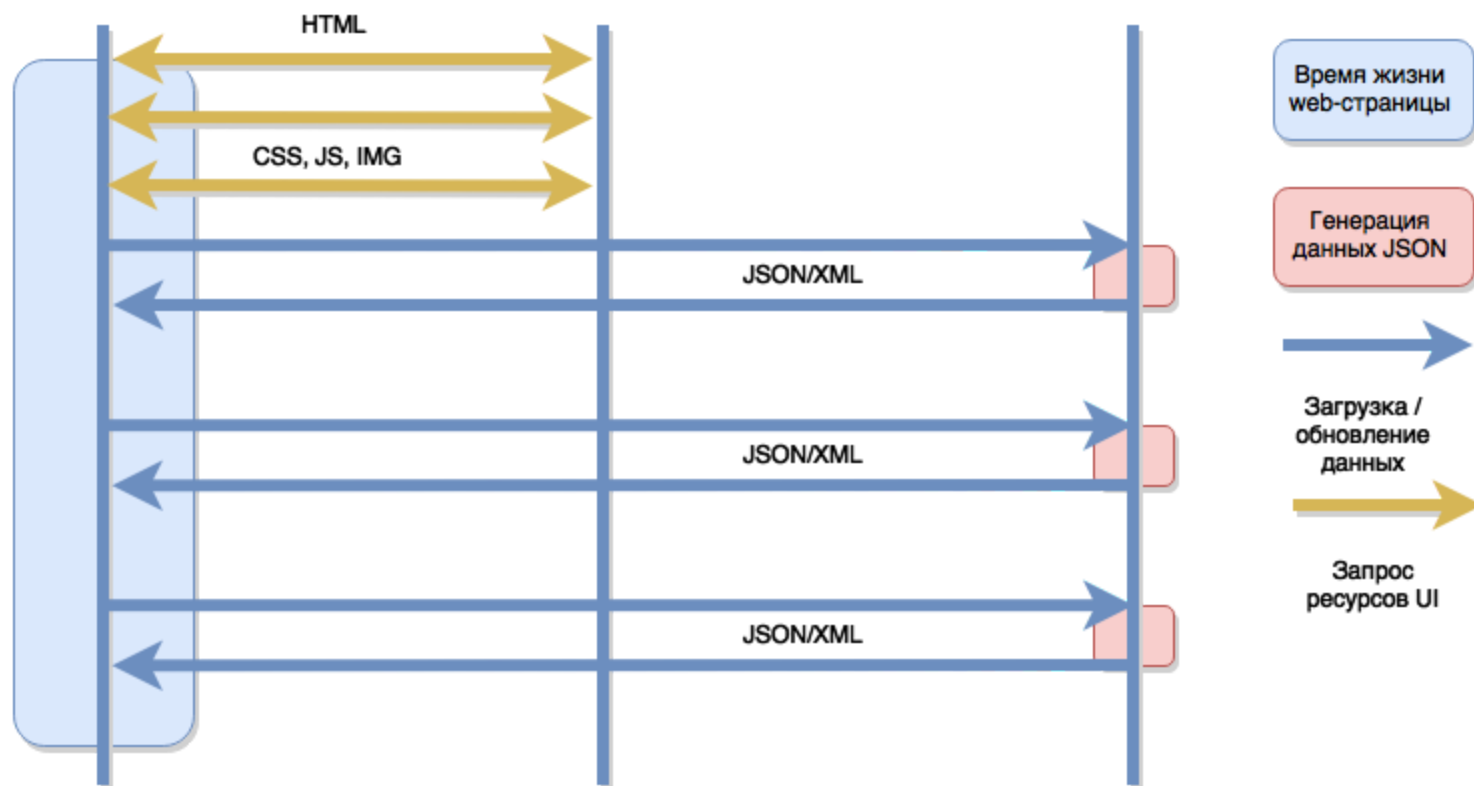 HTML
CSS, JS, IMG
JSON/XML
JSON/XML
JSON/XML
Время жизни
web-страницы
Генерация
данных JSON
Загрузка /
обновление
данных
Запрос
ресурсов UI